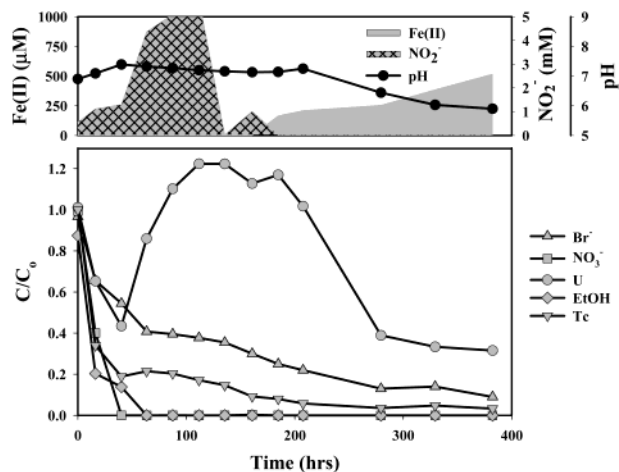 1000
750
500
250
0
Fe(II) (µM)
Fe(II)
NO₂⁻
pH
5
4
3
2
1
0
NO₂⁻ (mM)
9
8
7
6
5
pH
1.2
1.0
0.8
0.6
0.4
0.2
0.0
C/Cₒ
0 100 200 300 400
Time (hrs)
Br⁻
NO₃⁻
U
EtOH
Tc